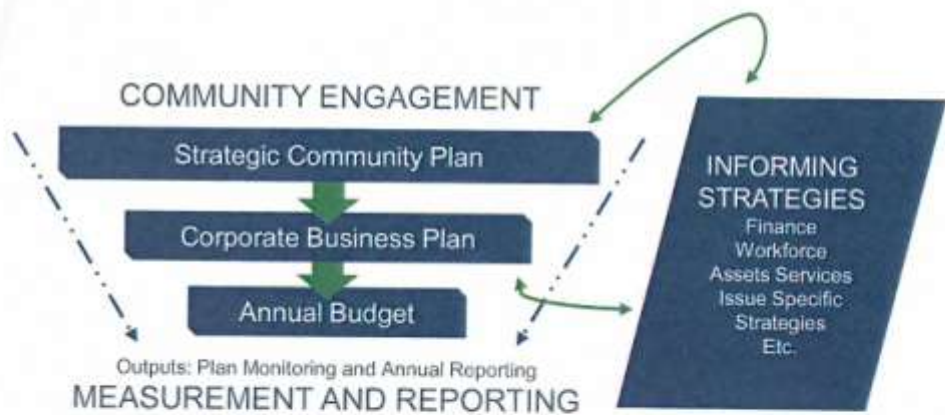 COMMUNITY ENGAGEMENT
Strategic Community Plan
Corporate Business Plan
Annual Budget
Outputs: Plan Monitoring and Annual Reporting
MEASUREMENT AND REPORTING
INFORMING
STRATEGIES
Finance
Workforce
Assets Services
Issue Specific
Strategies
Etc.